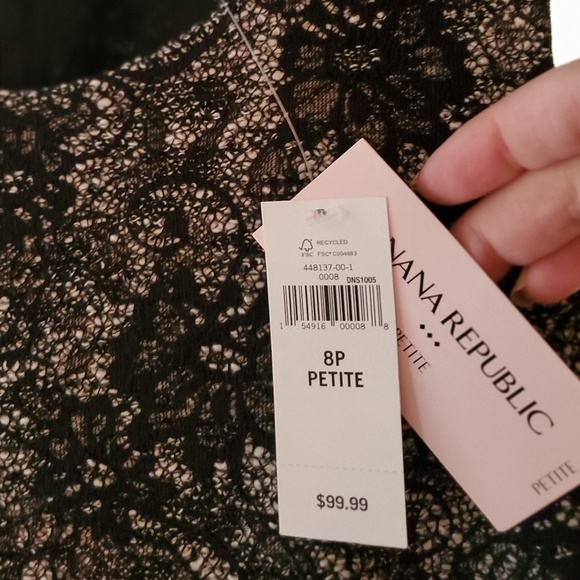 RECYCLED
FSC® C004683
FSC
448137-00-1
0008 DNS1005
1 54916 00008 8
8P
PETITE
$99.99
NANA REPUBLIC
PETITE
PETITE